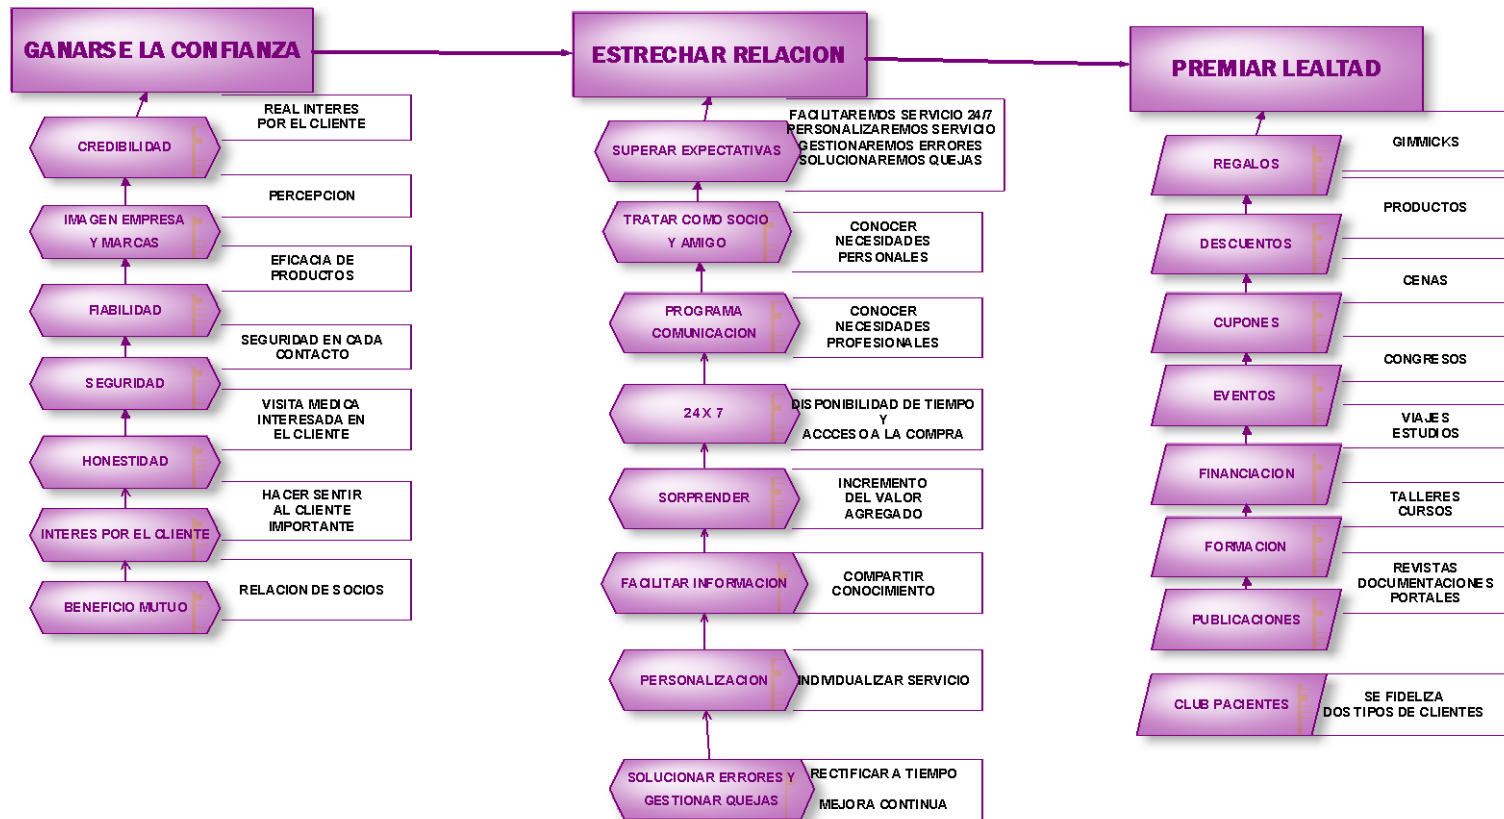 GANARSE LA CONFIANZA
REAL INTERES
POR EL CLIENTE
CREDIBILIDAD
PERCEPCION
IMAGEN EMPRESA
Y MARCAS
EFICACIA DE
PRODUCTOS
FIABILIDAD
SEGURIDAD EN CADA
CONTACTO
SEGURIDAD
VISITA MEDICA
INTERESADA EN
EL CLIENTE
HONESTIDAD
HACER SENTIR
AL CLIENTE
IMPORTANTE
INTERES POR EL CLIENTE
RELACION DE SOCIOS
BENEFICIO MUTUO
ESTRECHAR RELACION
FACILITAREMOS SERVICIO 24/7
PERSONALIZAREMOS SERVICIO
GESTIONAREMOS ERRORES
SOLUCIONAREMOS QUEJAS
SUPERAR EXPECTATIVAS
TRATAR COMO SOCIO
Y AMIGO
CONOCER
NECESIDADES
PERSONALES
PROGRAMA
COMUNICACION
CONOCER
NECESIDADES
PROFESIONALES
24 X 7
DISPONIBILIDAD DE TIEMPO
Y
ACCCESO A LA COMPRA
SORPRENDER
INCREMENTO
DEL VALOR
AGREGADO
FACILITAR INFORMACION
COMPARTIR
CONOCIMIENTO
PERSONALIZACION
INDIVIDUALIZAR SERVICIO
SOLUCIONAR ERRORES Y
GESTIONAR QUEJAS
RECTIFICAR A TIEMPO
MEJORA CONTINUA
PREMIAR LEALTAD
GIMMICKS
REGALOS
PRODUCTOS
DESCUENTOS
CENAS
CUPONES
CONGRESOS
EVENTOS
VIAJES
ESTUDIOS
FINANCIACION
TALLERES
CURSOS
FORMACION
REVISTAS
DOCUMENTACIONES
PORTALES
PUBLICACIONES
CLUB PACIENTES
SE FIDELIZA
DOS TIPOS DE CLIENTES